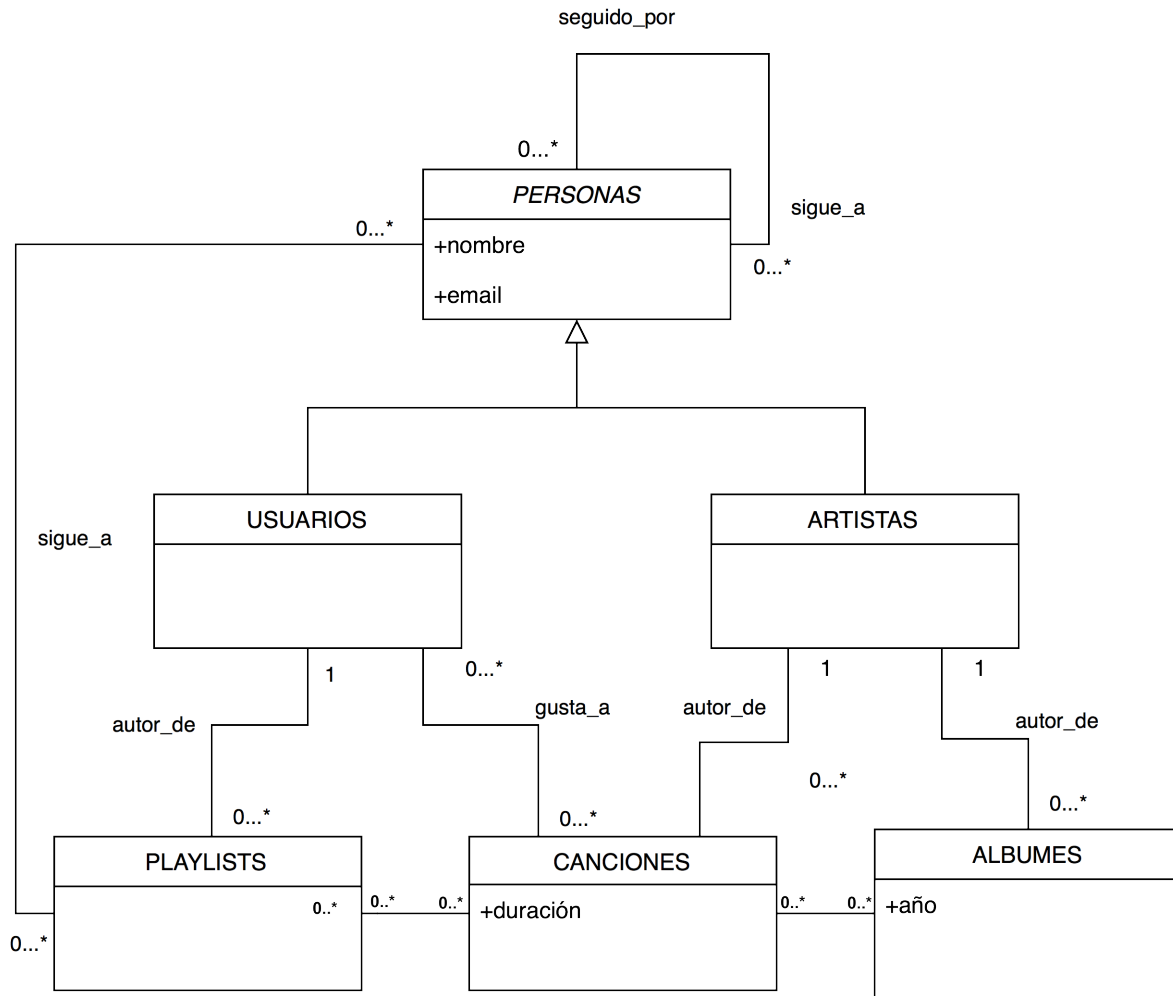 seguido_por
0...*
PERSONAS
sigue_a
0...*
+nombre
0...*
+email
USUARIOS
ARTISTAS
sigue_a
1
0...*
1
1
autor_de
gusta_a
autor_de
autor_de
0...*
0...*
0...*
0...*
PLAYLISTS
CANCIONES
ALBUMES
0..*
0..*
0..*
+duración
0..*
0..*
+año
0...*